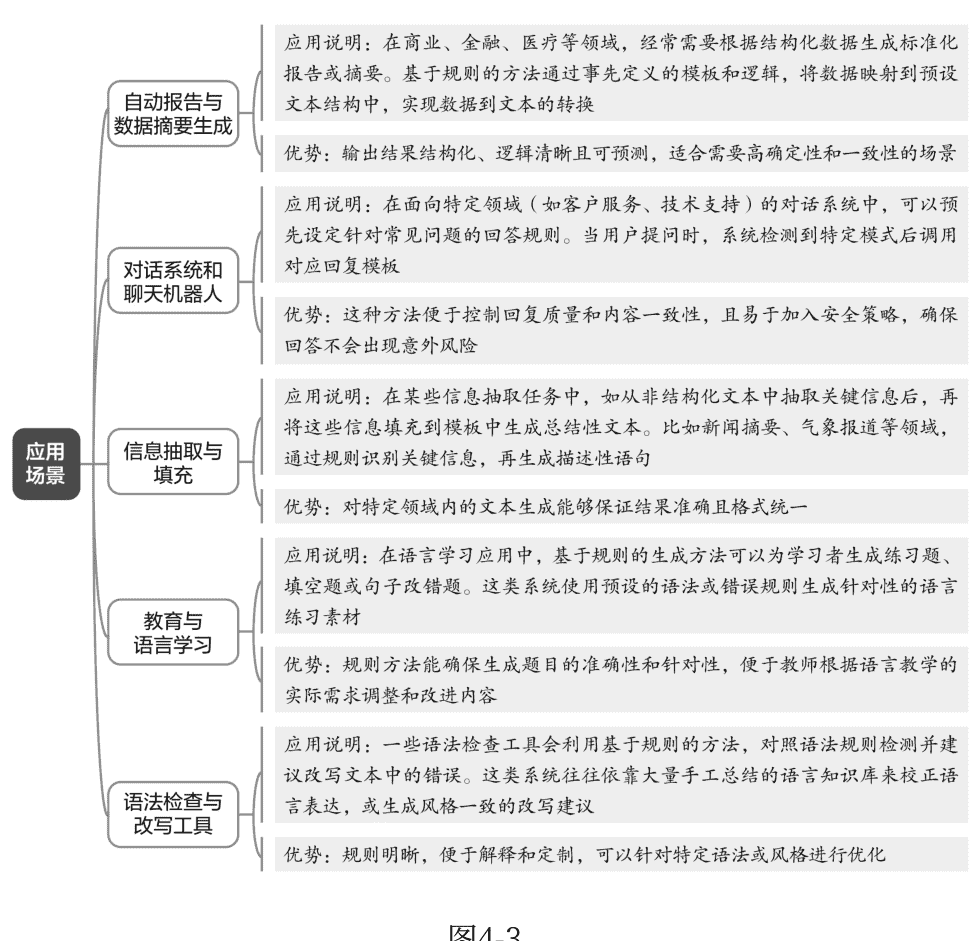 应用
场景
自动报告与
数据摘要生成
应用说明：在商业、金融、医疗等领域，经常需要根据结构化数据生成标准化
报告或摘要。基于规则的方法通过事先定义的模板和逻辑，将数据映射到预设
文本结构中，实现数据到文本的转换
优势：输出结果结构化、逻辑清晰且可预测，适合需要高确定性和一致性的场景
对话系统和
聊天机器人
应用说明：在面向特定领域（如客户服务、技术支持）的对话系统中，可以预
先设定针对常见问题的回答规则。当用户提问时，系统检测到特定模式后调用
对应回复模板
优势：这种方法便于控制回复质量和内容一致性，且易于加入安全策略，确保
回答不会出现意外风险
信息抽取与
填充
应用说明：在某些信息抽取任务中，如从非结构化文本中抽取关键信息后，再
将这些信息填充到模板中生成总结性文本。比如新闻摘要、气象报道等领域，
通过规则识别关键信息，再生成描述性语句
优势：对特定领域内的文本生成能够保证结果准确且格式统一
教育与
语言学习
应用说明：在语言学习应用中，基于规则的生成方法可以为学习者生成练习题、
填空题或句子改错题。这类系统使用预设的语法或错误规则生成针对性的语言
练习素材
优势：规则方法能确保生成题目的准确性和针对性，便于教师根据语言教学的
实际需求调整和改进内容
语法检查与
改写工具
应用说明：一些语法检查工具会利用基于规则的方法，对照语法规则检测并建
议改写文本中的错误。这类系统往往依靠大量手工总结的语言知识库来校正语
言表达，或生成风格一致的改写建议
优势：规则明晰，便于解释和定制，可以针对特定语法或风格进行优化
图4-3